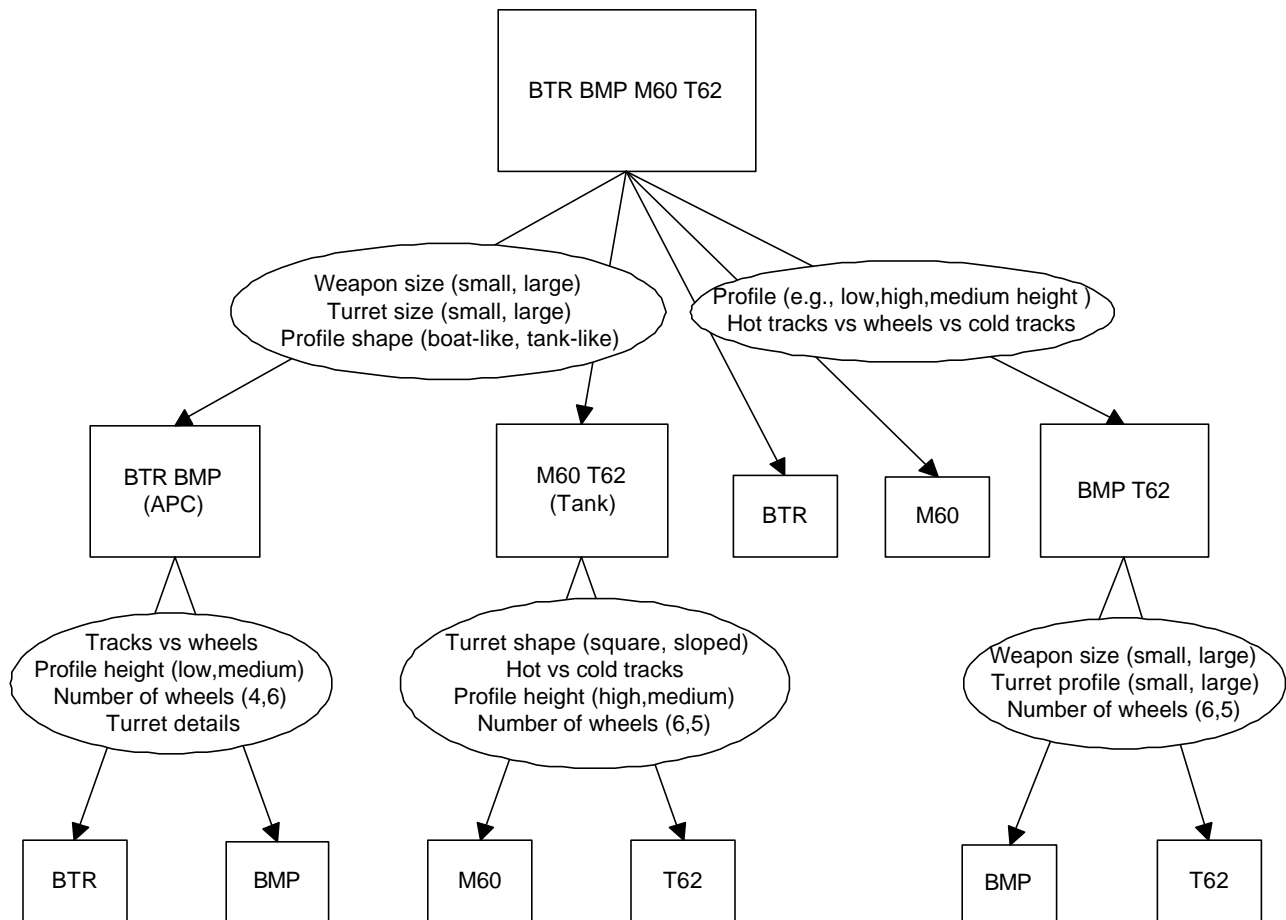 BTR BMP M60 T62
Weapon size (small, large)
Turret size (small, large)
Profile shape (boat-like, tank-like)
Profile (e.g., low,high,medium height )
Hot tracks vs wheels vs cold tracks
BTR BMP
(APC)
M60 T62
(Tank)
BTR
M60
BMP T62
Tracks vs wheels
Profile height (low,medium)
Number of wheels (4,6)
Turret details
Turret shape (square, sloped)
Hot vs cold tracks
Profile height (high,medium)
Number of wheels (6,5)
Weapon size (small, large)
Turret profile (small, large)
Number of wheels (6,5)
BTR
BMP
M60
T62
BMP
T62